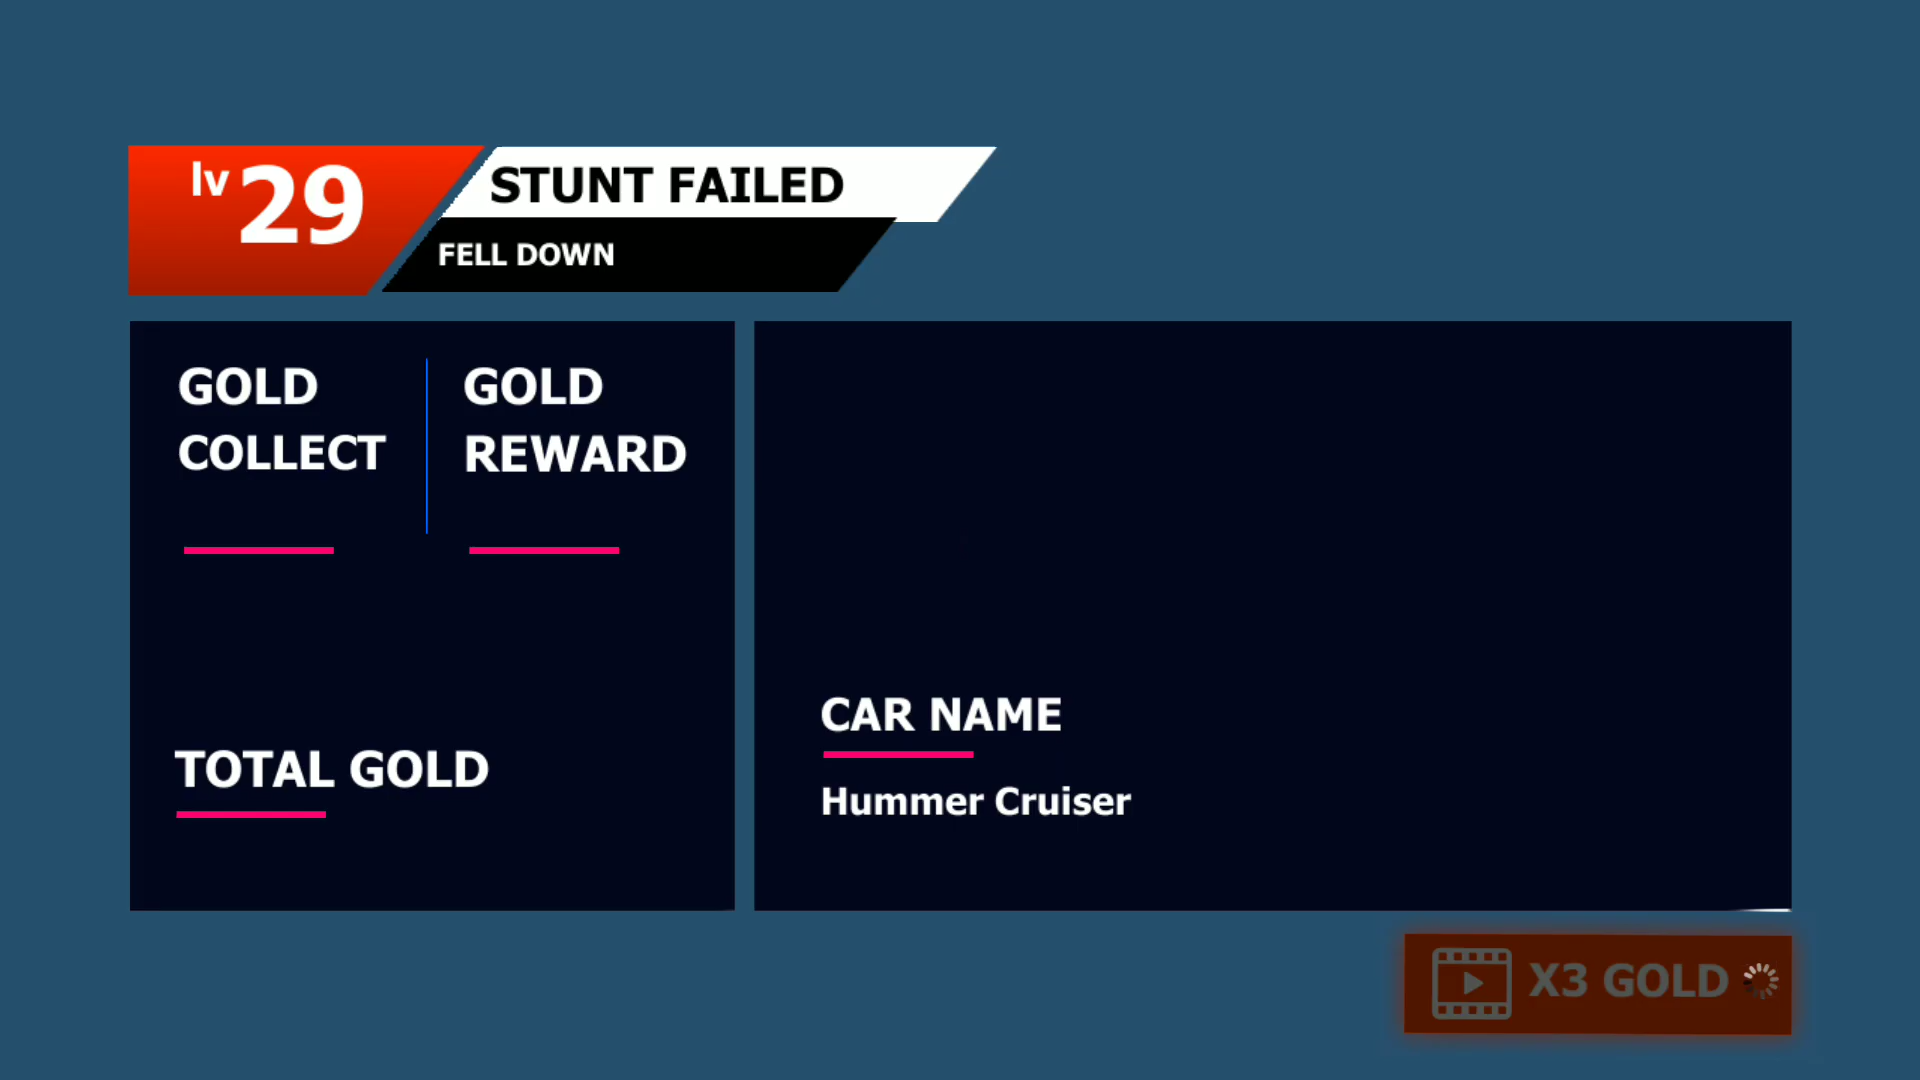 lv 29
STUNT FAILED
FELL DOWN
GOLD
COLLECT
GOLD
REWARD
TOTAL GOLD
CAR NAME
Hummer Cruiser
X3 GOLD